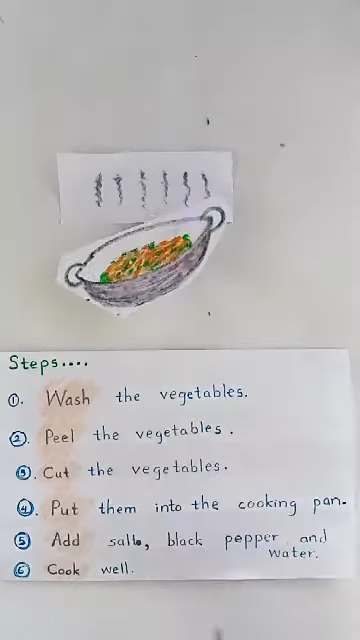 Steps....
①. Wash the vegetables.
②. Peel the vegetables.
③. Cut the vegetables.
④. Put them into the cooking pan.
⑤ Add salt, black pepper and
water.
⑥ Cook well.